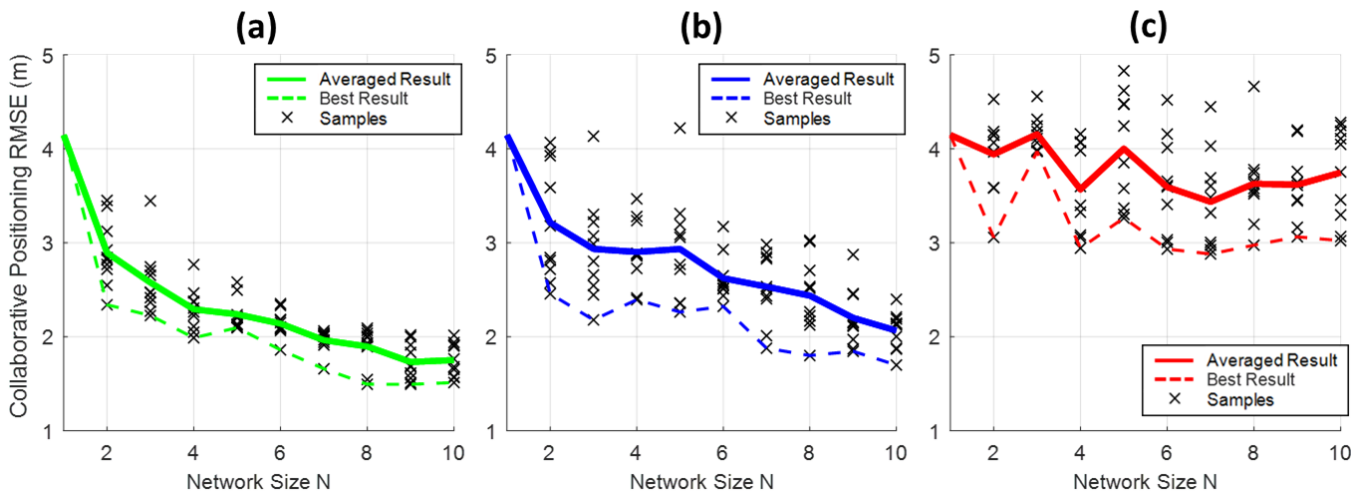 (a)
(b)
(c)
Collaborative Positioning RMSE (m)
5
4
3
2
1
2
4
6
8
10
Network Size N
Averaged Result
Best Result
Samples
5
4
3
2
1
2
4
6
8
10
Network Size N
Averaged Result
Best Result
Samples
5
4
3
2
1
2
4
6
8
10
Network Size N
Averaged Result
Best Result
Samples